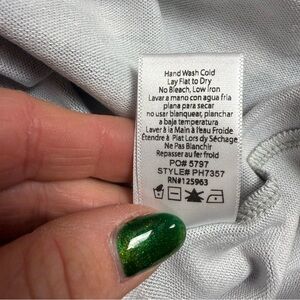 Hand Wash Cold
Lay Flat to Dry
No Bleach, Low Iron
Lavar a mano con agua fria
plana para secar
no usar blanquear, planchar
a baja temperatura
Laver à la Main à l'eau Froide
Étendre à Plat Lors dy Séchage
Ne Pas Blanchir
Repasser au fer froid
PO# 5797
STYLE# PH7357
RN#125963